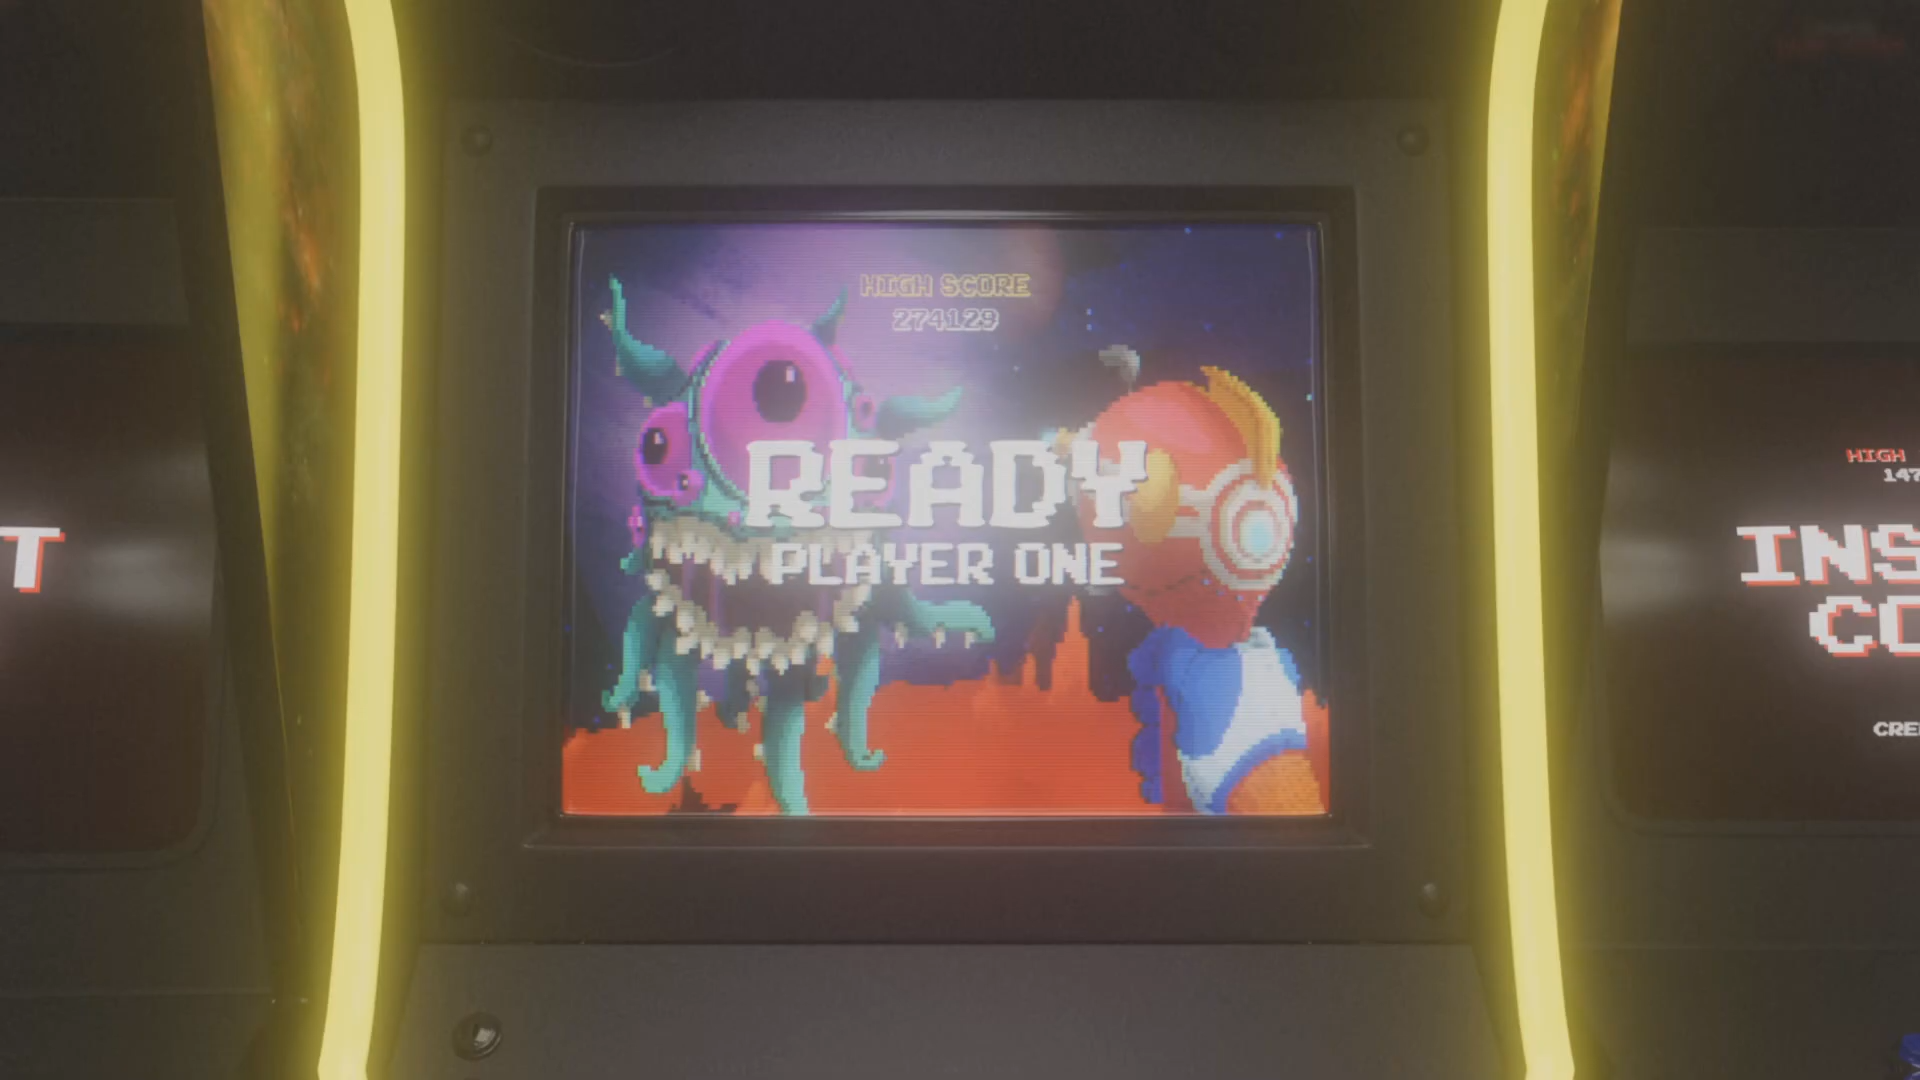 HIGH SCORE
274129
READY
PLAYER ONE
T
HIGH
147
INS
CO
CRE